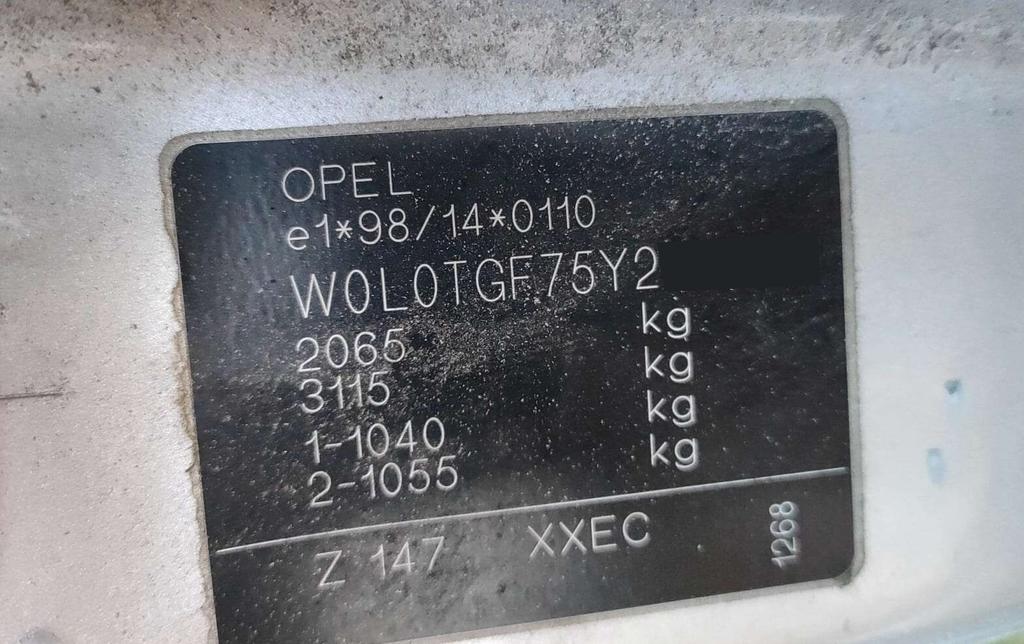 OPEL
e1*98/14*0110
W0L0TGF75Y2
2065 kg
3115 kg
1-1040 kg
2-1055 kg
Z 147 XXEC 1268